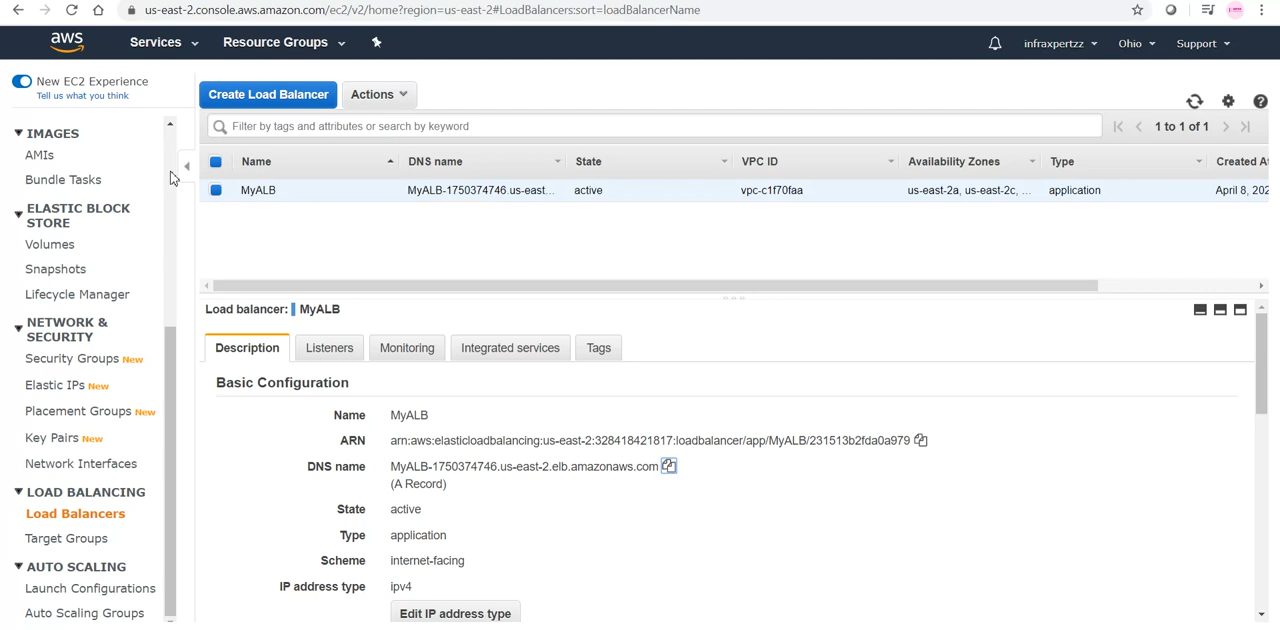 us-east-2.console.aws.amazon.com/ec2/v2/home?region=us-east-2#LoadBalancers:sort=loadBalancerName
aws Services Resource Groups infraxpertzz Ohio Support
New EC2 Experience
Tell us what you think
IMAGES
AMIs
Bundle Tasks
ELASTIC BLOCK
STORE
Volumes
Snapshots
Lifecycle Manager
NETWORK &
SECURITY
Security Groups New
Elastic IPs New
Placement Groups New
Key Pairs New
Network Interfaces
LOAD BALANCING
Load Balancers
Target Groups
AUTO SCALING
Launch Configurations
Auto Scaling Groups
Create Load Balancer Actions
Filter by tags and attributes or search by keyword 1 to 1 of 1
Name DNS name State VPC ID Availability Zones Type Created At
MyALB MyALB-1750374746.us-east... active vpc-c1f70faa us-east-2a, us-east-2c, ... application April 8, 202
Load balancer: MyALB
Description Listeners Monitoring Integrated services Tags
Basic Configuration
Name MyALB
ARN arn:aws:elasticloadbalancing:us-east-2:328418421817:loadbalancer/app/MyALB/231513b2fda0a979
DNS name MyALB-1750374746.us-east-2.elb.amazonaws.com
(A Record)
State active
Type application
Scheme internet-facing
IP address type ipv4
Edit IP address type